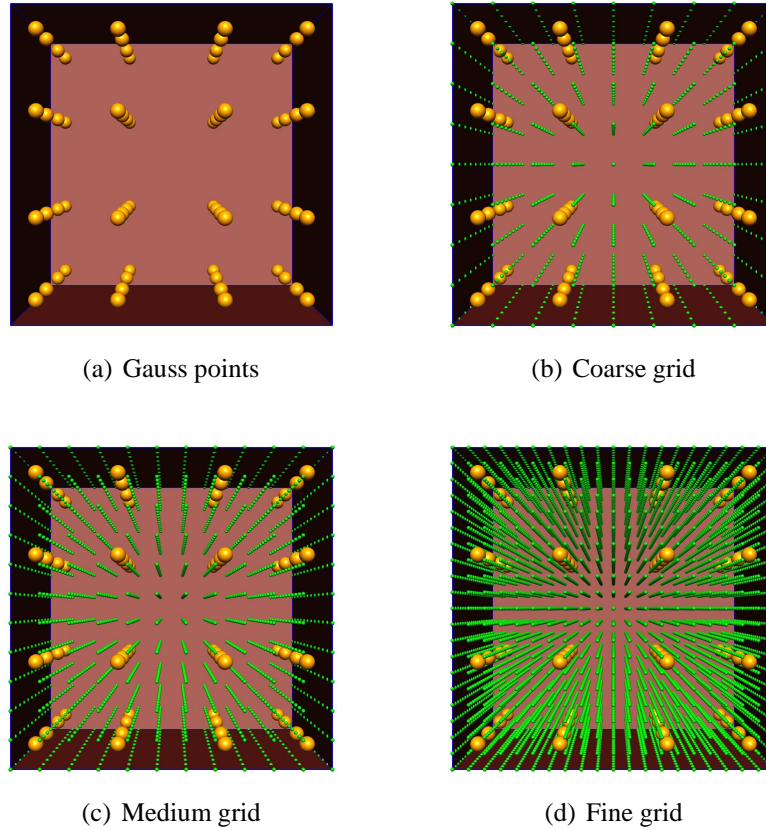 (a) Gauss points
(b) Coarse grid
(c) Medium grid
(d) Fine grid